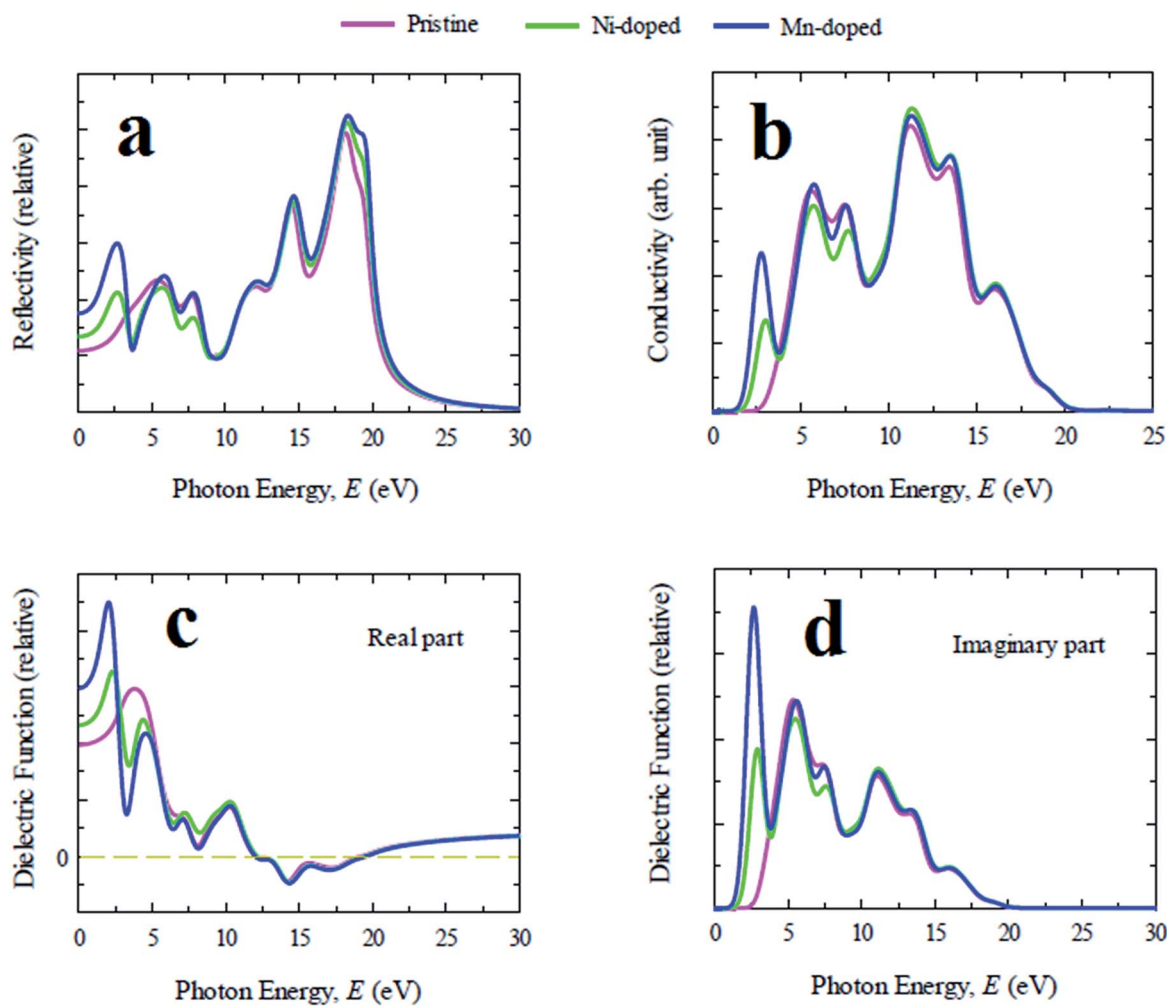 Pristine Ni-doped Mn-doped
a
Reflectivity (relative)
0 5 10 15 20 25 30
Photon Energy, E (eV)
b
Conductivity (arb. unit)
0 5 10 15 20 25
Photon Energy, E (eV)
c
Real part
Dielectric Function (relative)
0
0 5 10 15 20 25 30
Photon Energy, E (eV)
d
Imaginary part
Dielectric Function (relative)
0 5 10 15 20 25 30
Photon Energy, E (eV)